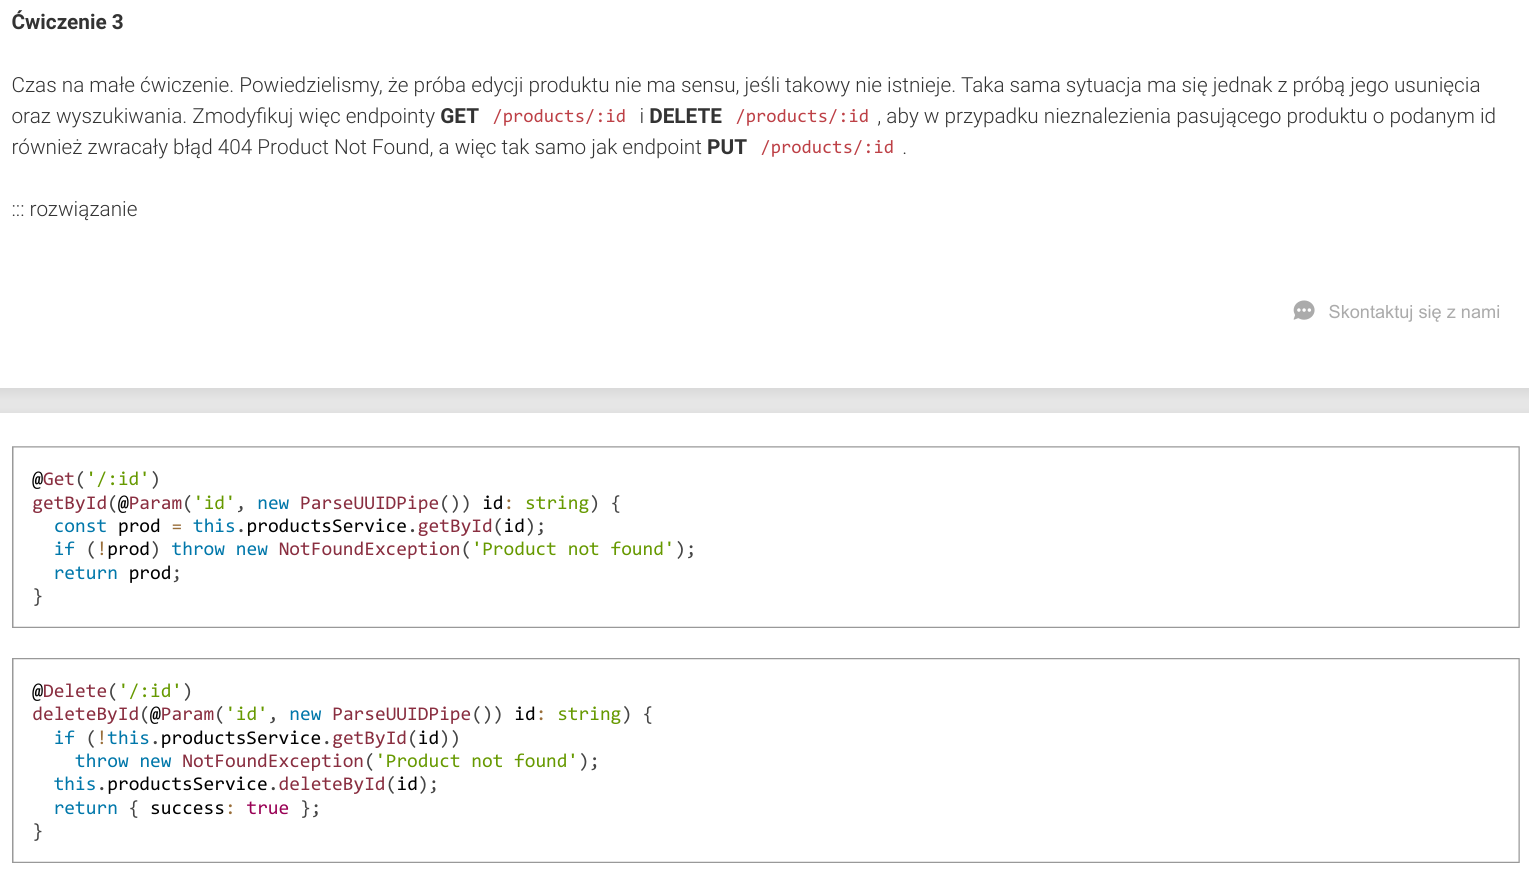 Ćwiczenie 3
Czas na małe ćwiczenie. Powiedzielismy, że próba edycji produktu nie ma sensu, jeśli takowy nie istnieje. Taka sama sytuacja ma się jednak z próbą jego usunięcia
oraz wyszukiwania. Zmodyfikuj więc endpointy GET /products/:id i DELETE /products/:id , aby w przypadku nieznalezienia pasującego produktu o podanym id
również zwracały błąd 404 Product Not Found, a więc tak samo jak endpoint PUT /products/:id .
::: rozwiązanie
Skontaktuj się z nami
@Get('/:id')
getById(@Param('id', new ParseUUIDPipe()) id: string) {
  const prod = this.productsService.getById(id);
  if (!prod) throw new NotFoundException('Product not found');
  return prod;
}
@Delete('/:id')
deleteById(@Param('id', new ParseUUIDPipe()) id: string) {
  if (!this.productsService.getById(id))
    throw new NotFoundException('Product not found');
  this.productsService.deleteById(id);
  return { success: true };
}